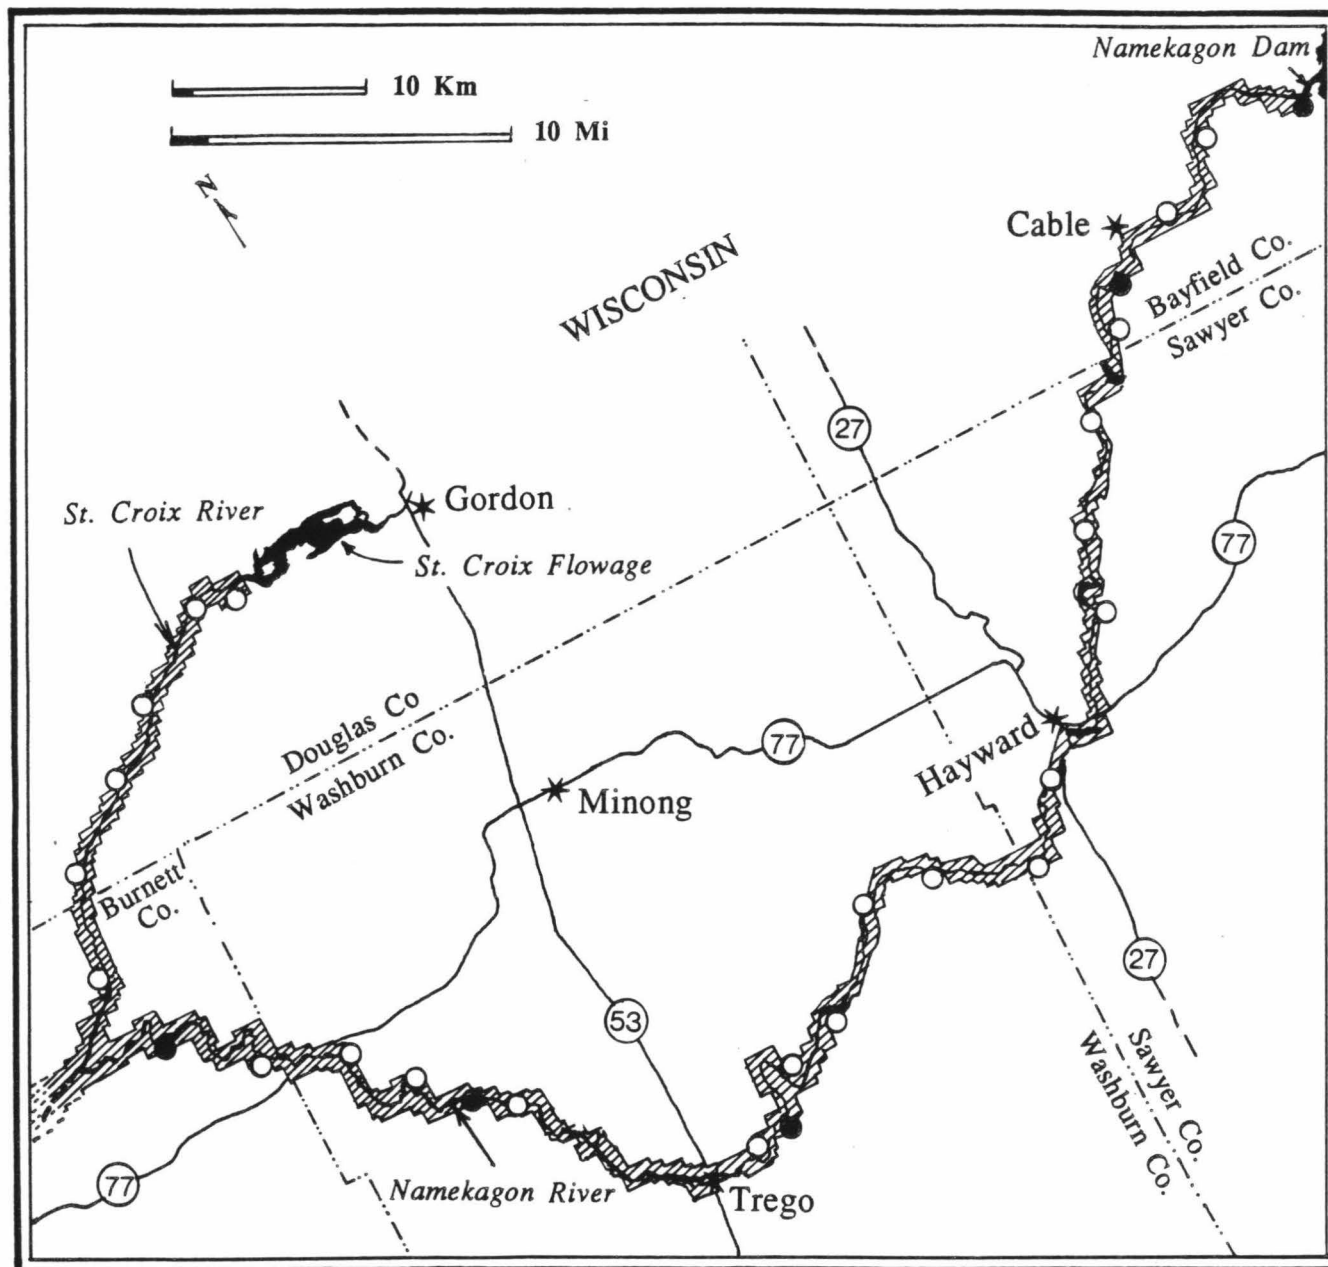 Namekagon Dam
10 Km
10 Mi
N
Cable
WISCONSIN
Bayfield Co.
Sawyer Co.
27
Gordon
St. Croix River
St. Croix Flowage
77
Douglas Co
Washburn Co.
77
Hayward
Minong
Burnett
Co.
27
53
Sawyer Co.
Washburn Co.
77
Namekagon River
Trego